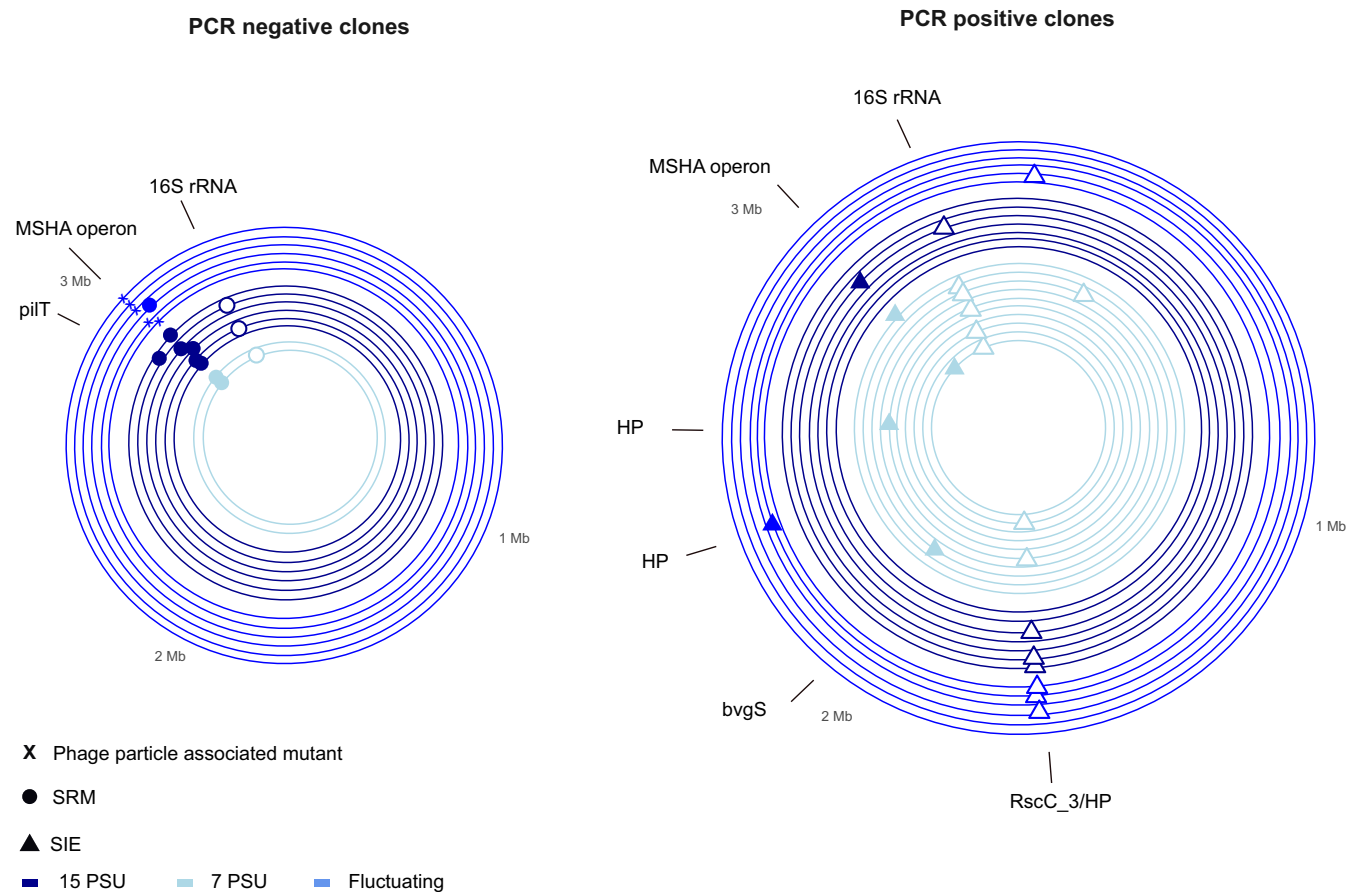 PCR negative clones
16S rRNA
MSHA operon
3 Mb
pilT
1 Mb
2 Mb
PCR positive clones
16S rRNA
MSHA operon
3 Mb
HP
1 Mb
HP
bvgS
2 Mb
RscC_3/HP
X Phage particle associated mutant
SRM
SIE
15 PSU 7 PSU Fluctuating